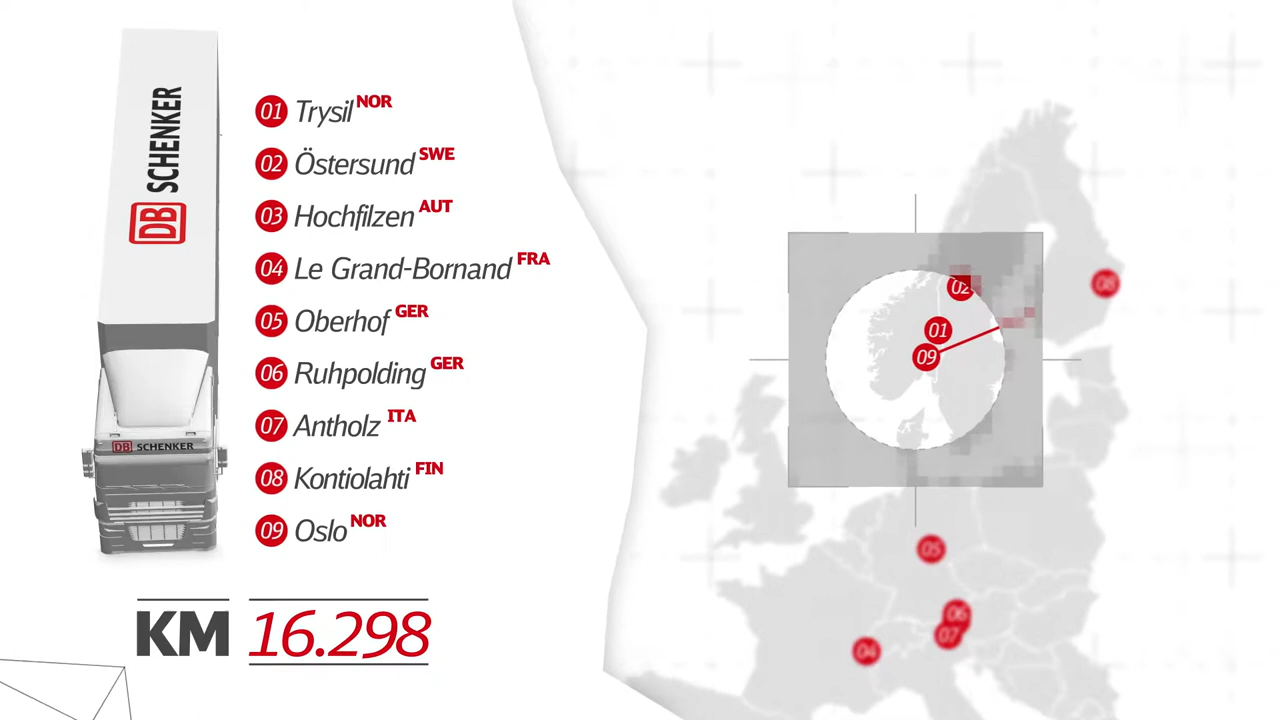 DB SCHENKER
01 Trysil NOR
02 Östersund SWE
03 Hochfilzen AUT
04 Le Grand-Bornand FRA
05 Oberhof GER
06 Ruhpolding GER
07 Antholz ITA
08 Kontiolahti FIN
09 Oslo NOR
DB SCHENKER
KM 16.298
02
08
01
09
05
06
07
04